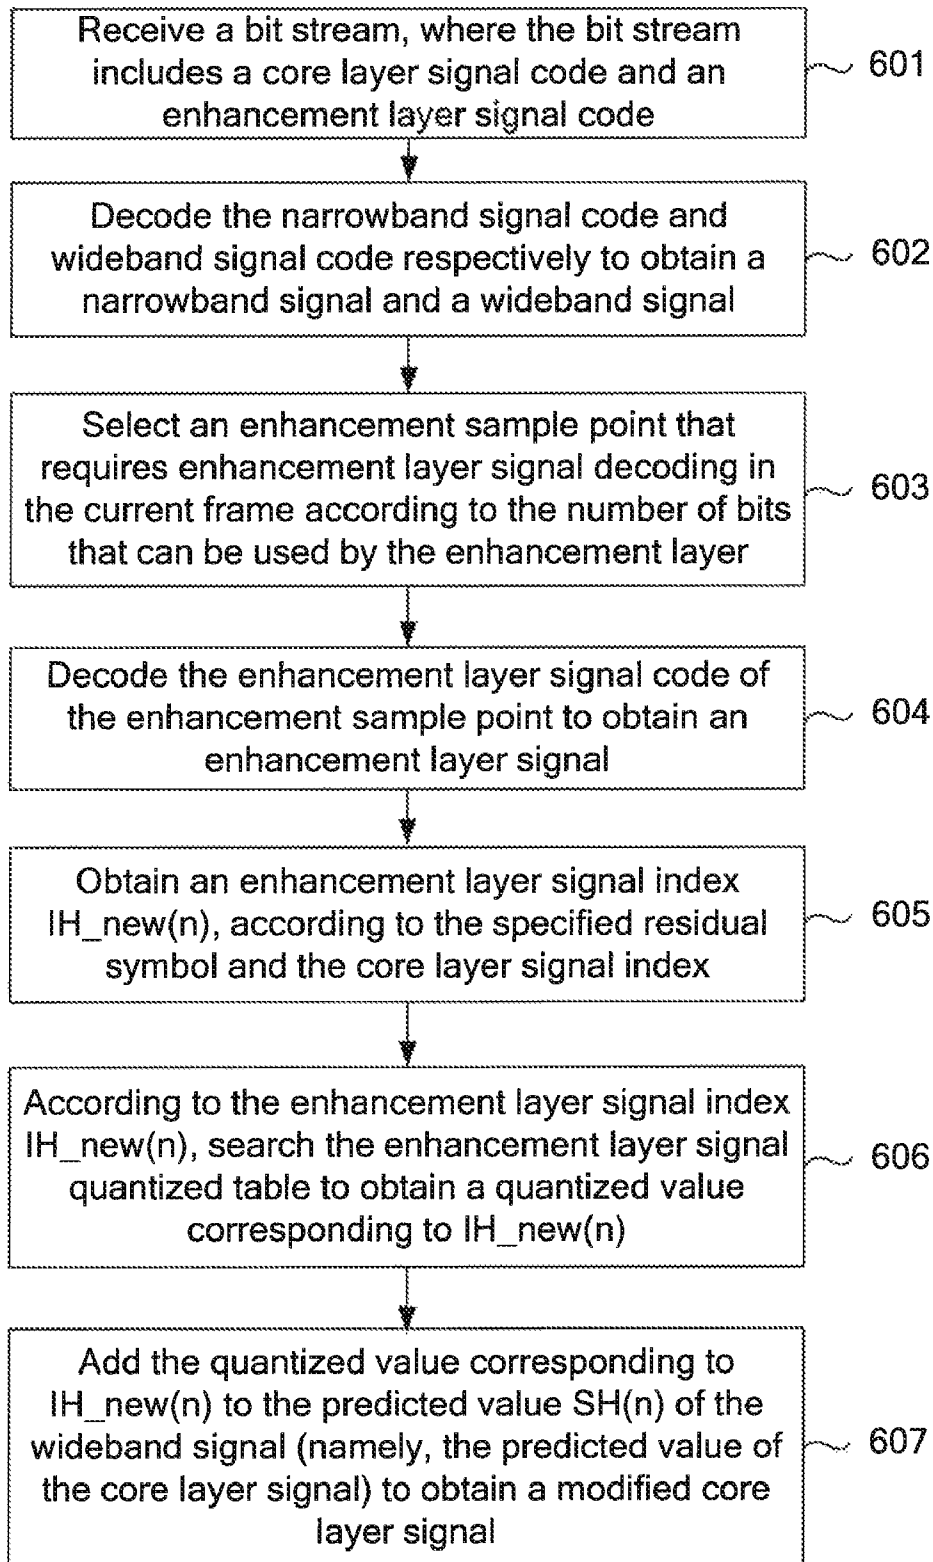 Receive a bit stream, where the bit stream
includes a core layer signal code and an
enhancement layer signal code
601
Decode the narrowband signal code and
wideband signal code respectively to obtain a
narrowband signal and a wideband signal
602
Select an enhancement sample point that
requires enhancement layer signal decoding in
the current frame according to the number of bits
that can be used by the enhancement layer
603
Decode the enhancement layer signal code of
the enhancement sample point to obtain an
enhancement layer signal
604
Obtain an enhancement layer signal index
IH_new(n), according to the specified residual
symbol and the core layer signal index
605
According to the enhancement layer signal index
IH_new(n), search the enhancement layer signal
quantized table to obtain a quantized value
corresponding to IH_new(n)
606
Add the quantized value corresponding to
IH_new(n) to the predicted value SH(n) of the
wideband signal (namely, the predicted value of
the core layer signal) to obtain a modified core
layer signal
607